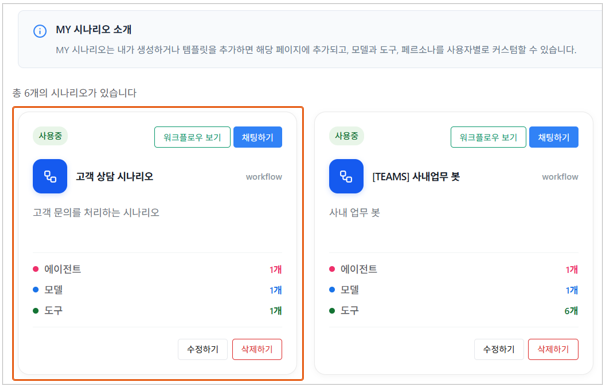 MY 시나리오 소개
MY 시나리오는 내가 생성하거나 템플릿을 추가하면 해당 페이지에 추가되고, 모델과 도구, 페르소나를 사용자별로 커스텀할 수 있습니다.
총 6개의 시나리오가 있습니다
사용중
워크플로우 보기
채팅하기
고객 상담 시나리오
workflow
고객 문의를 처리하는 시나리오
에이전트
1개
모델
1개
도구
1개
수정하기
삭제하기
사용중
워크플로우 보기
채팅하기
[TEAMS] 사내업무 봇
workflow
사내 업무 봇
에이전트
1개
모델
1개
도구
6개
수정하기
삭제하기